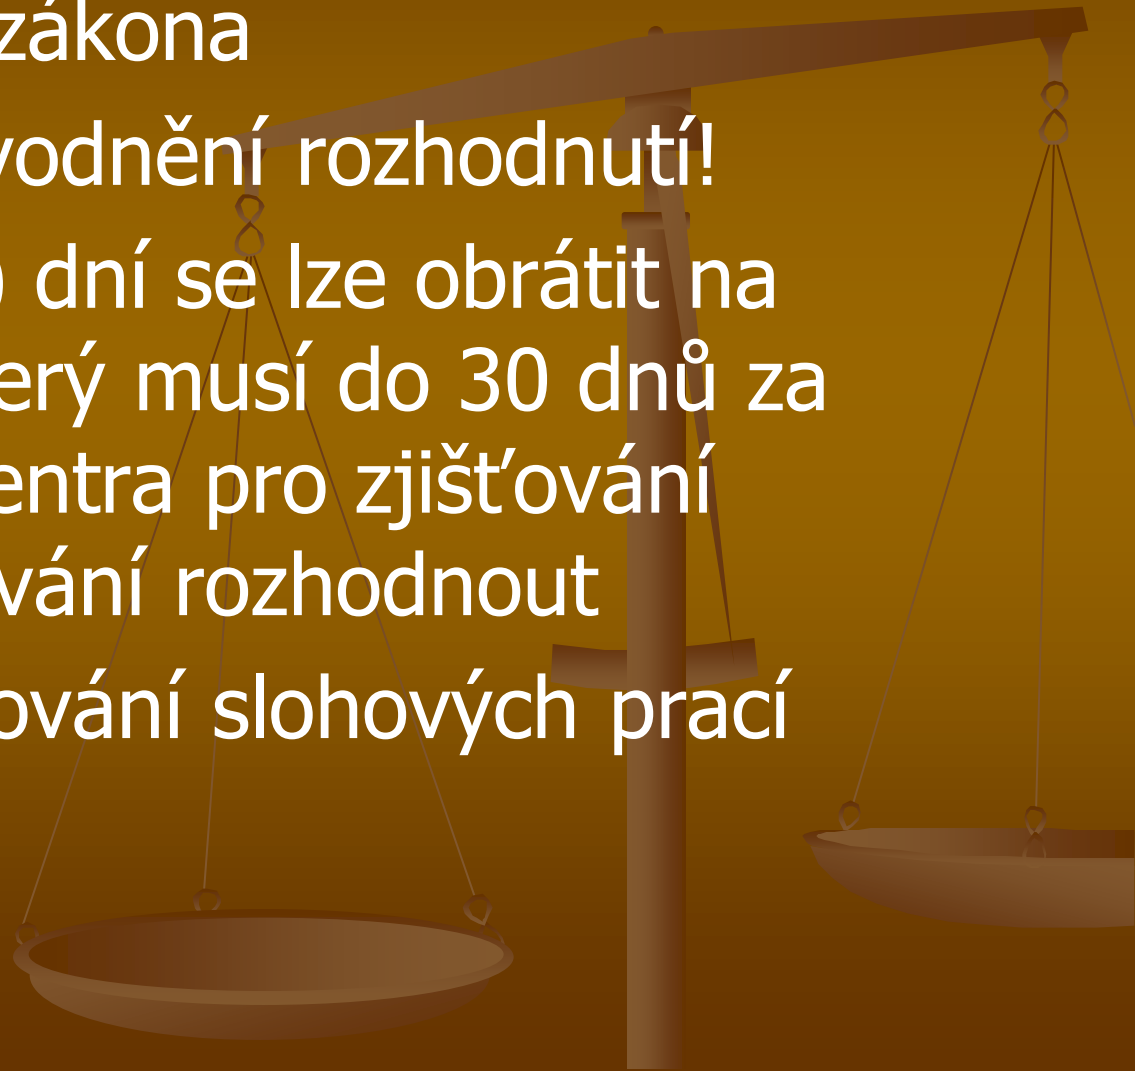 zákona
vodnění rozhodnutí!
dní se lze obrátit na
erý musí do 30 dnů za
entra pro zjišťování
vání rozhodnout
ování slohových prací